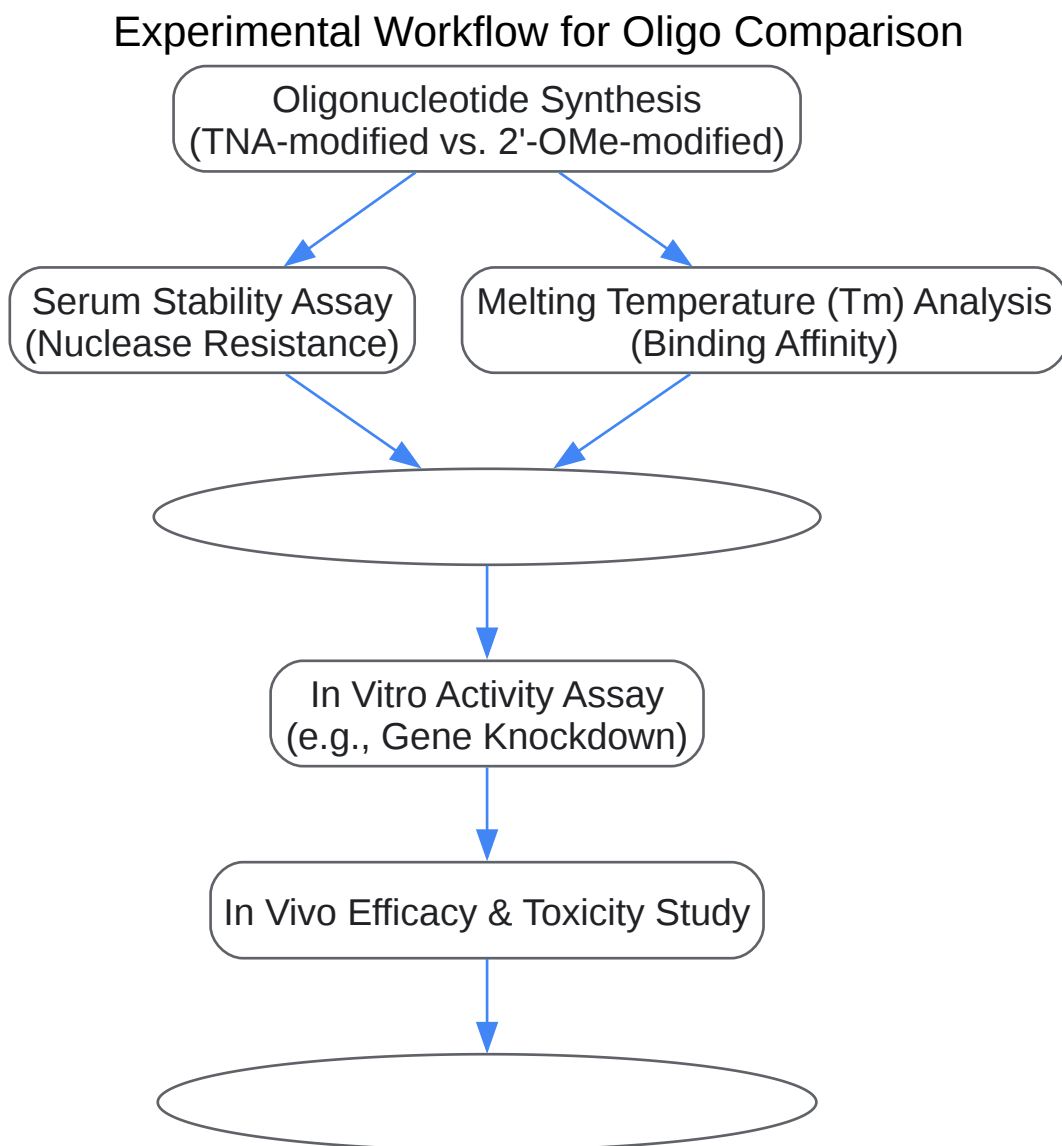 Experimental Workflow for Oligo Comparison
Oligonucleotide Synthesis
(TNA-modified vs. 2'-OMe-modified)
Serum Stability Assay
(Nuclease Resistance)
Melting Temperature (Tm) Analysis
(Binding Affinity)
In Vitro Activity Assay
(e.g., Gene Knockdown)
In Vivo Efficacy & Toxicity Study